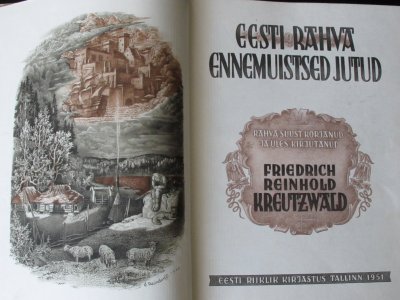 EESTI RAHVA
ENNEMUISTSED JUTUD
RAHVA SUUST KORJANUD
JA ÜLES KIRJUTANUD
FRIEDRICH
REINHOLD
KREUTZWALD
EESTI RIIKLIK KIRJASTUS TALLINN 1951